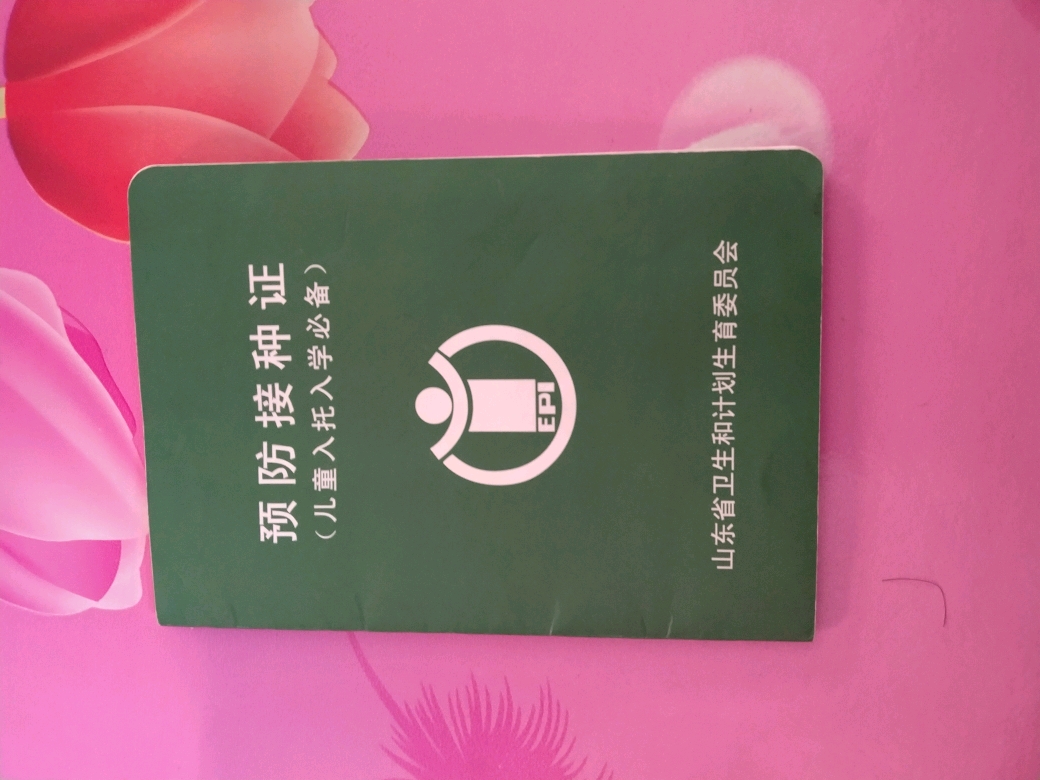 预防接种证
（儿童入托入学必备）
EPI
山东省卫生和计划生育委员会